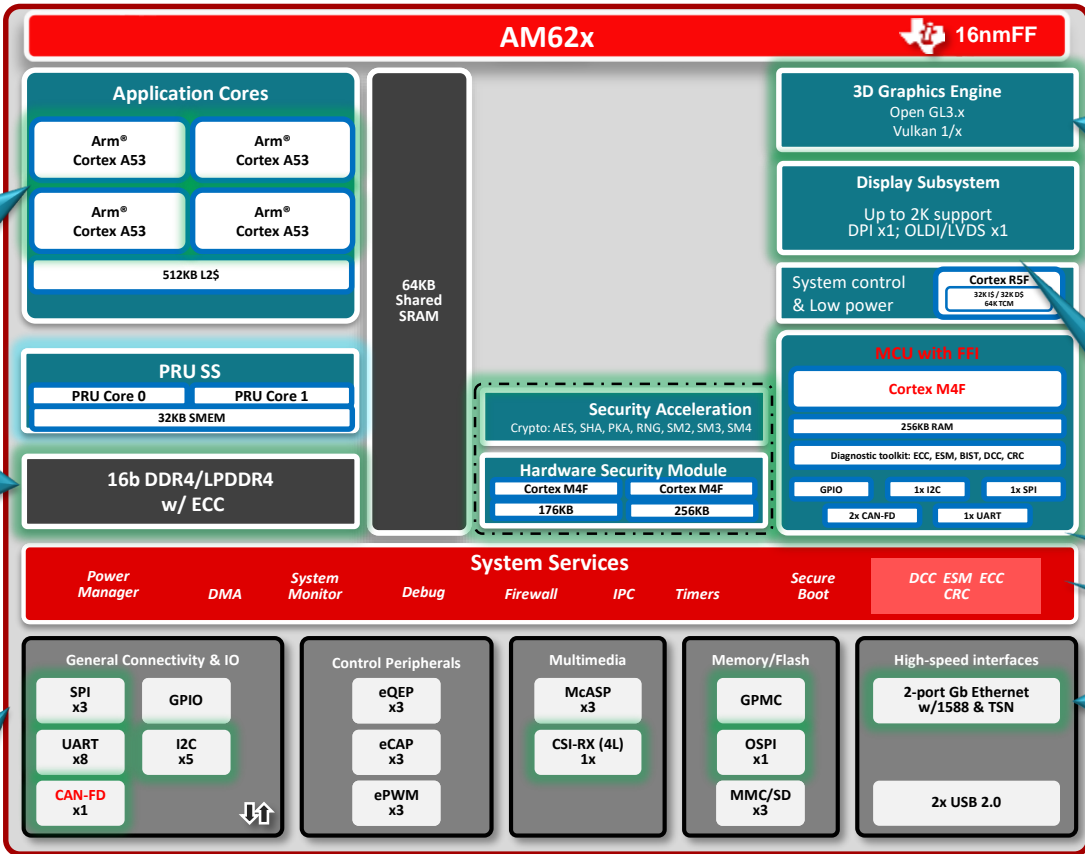 AM62x
16nmFF
Application Cores
Arm®
Cortex A53
Arm®
Cortex A53
Arm®
Cortex A53
Arm®
Cortex A53
512KB L2$
PRU SS
PRU Core 0
PRU Core 1
32KB SMEM
16b DDR4/LPDDR4
w/ ECC
64KB
Shared
SRAM
Security Acceleration
Crypto: AES, SHA, PKA, RNG, SM2, SM3, SM4
Hardware Security Module
Cortex M4F
Cortex M4F
176KB
256KB
3D Graphics Engine
Open GL3.x
Vulkan 1/x
Display Subsystem
Up to 2K support
DPI x1; OLDI/LVDS x1
System control
& Low power
Cortex R5F
32K I$ / 32K D$
64K TCM
MCU with FFI
Cortex M4F
256KB RAM
Diagnostic toolkit: ECC, ESM, BIST, DCC, CRC
GPIO
1x I2C
1x SPI
2x CAN-FD
1x UART
System Services
Power
Manager
DMA
System
Monitor
Debug
Firewall
IPC
Timers
Secure
Boot
DCC ESM ECC
CRC
General Connectivity & IO
SPI
x3
GPIO
UART
x8
I2C
x5
CAN-FD
x1
Control Peripherals
eQEP
x3
eCAP
x3
ePWM
x3
Multimedia
McASP
x3
CSI-RX (4L)
1x
Memory/Flash
GPMC
OSPI
x1
MMC/SD
x3
High-speed interfaces
2-port Gb Ethernet
w/1588 & TSN
2x USB 2.0